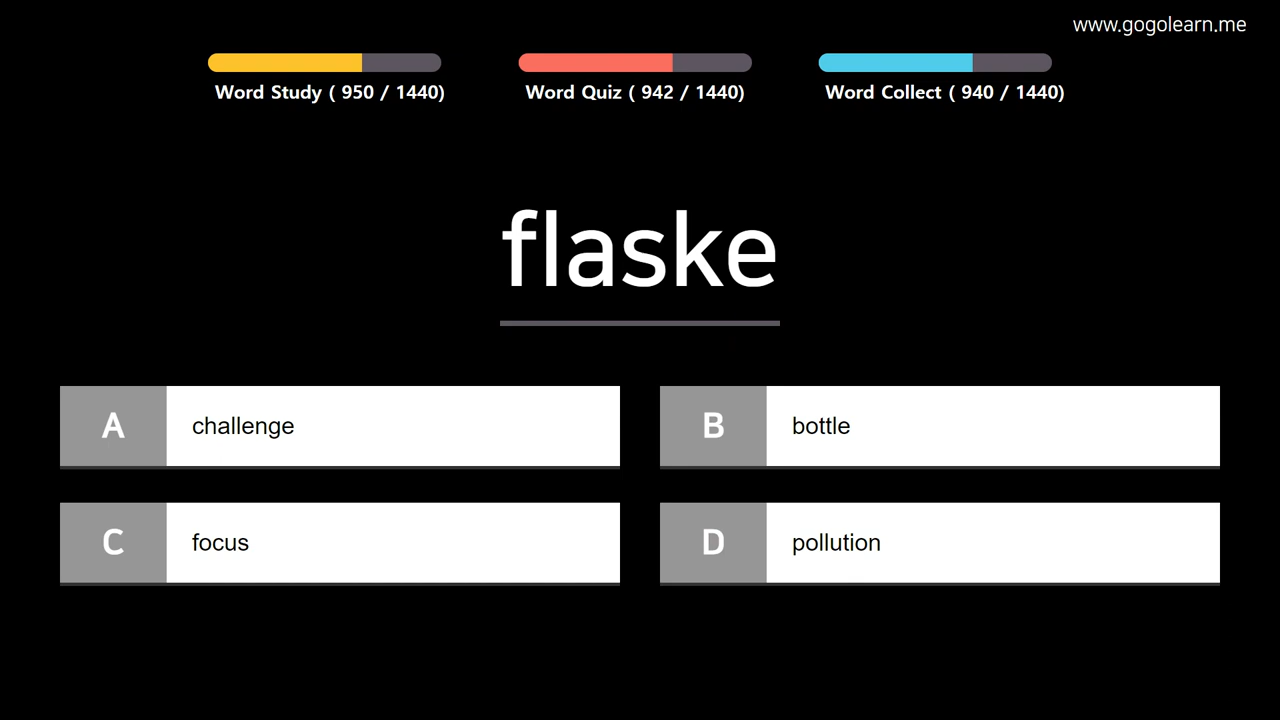 www.gogolearn.me
Word Study ( 950 / 1440)
Word Quiz ( 942 / 1440)
Word Collect ( 940 / 1440)
flaske
A challenge
B bottle
C focus
D pollution